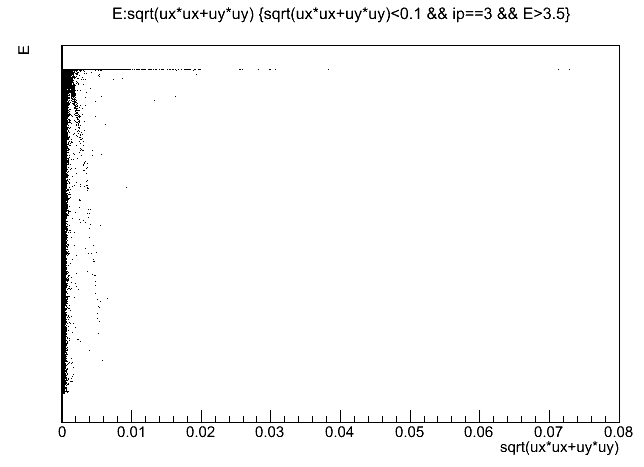 E:sqrt(ux*ux+uy*uy) {sqrt(ux*ux+uy*uy)<0.1 && ip==3 && E>3.5}
E
0 0.01 0.02 0.03 0.04 0.05 0.06 0.07 0.08
sqrt(ux*ux+uy*uy)